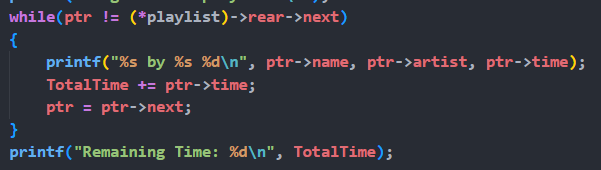 while(ptr != (*playlist)->rear->next)
{
    printf("%s by %s %d\n", ptr->name, ptr->artist, ptr->time);
    TotalTime += ptr->time;
    ptr = ptr->next;
}
printf("Remaining Time: %d\n", TotalTime);